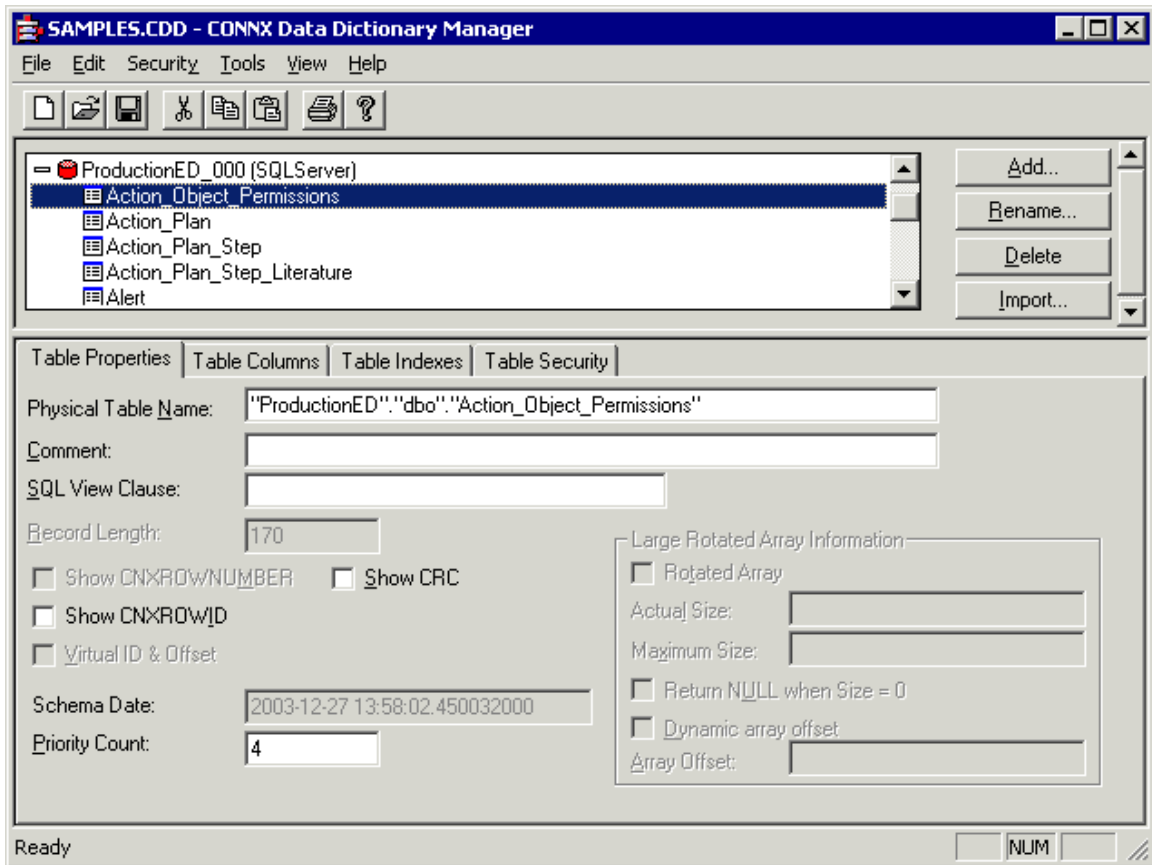 SAMPLES.CDD - CONNX Data Dictionary Manager
File Edit Security Tools View Help
ProductionED_000 (SQLServer)
Action_Object_Permissions
Action_Plan
Action_Plan_Step
Action_Plan_Step_Literature
Alert
Add...
Rename...
Delete
Import...
Table Properties Table Columns Table Indexes Table Security
Physical Table Name: "ProductionED"."dbo"."Action_Object_Permissions"
Comment:
SQL View Clause:
Record Length: 170
Show CNXROWNUMBER Show CRC
Show CNXROWID
Virtual ID & Offset
Schema Date: 2003-12-27 13:58:02.450032000
Priority Count: 4
Large Rotated Array Information
Rotated Array
Actual Size:
Maximum Size:
Return NULL when Size = 0
Dynamic array offset
Array Offset:
Ready NUM